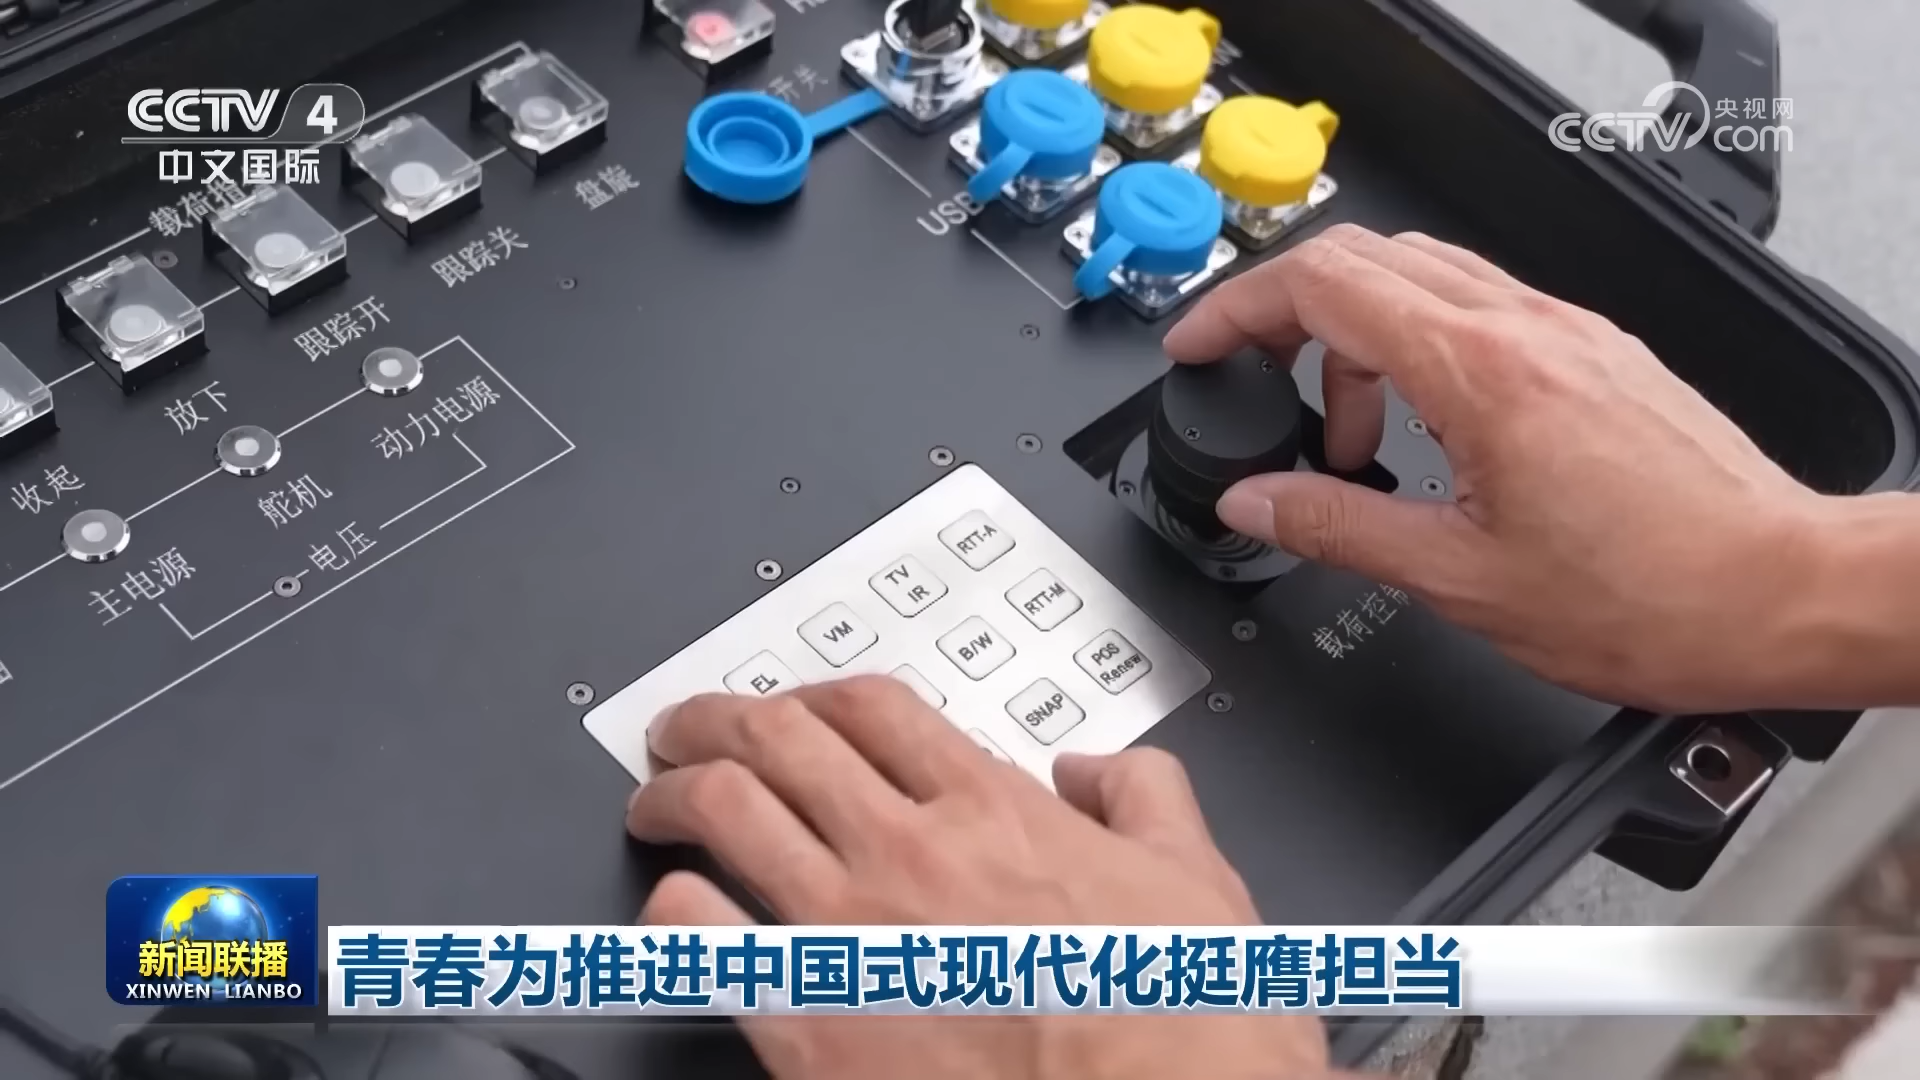 CCTV 4
中文国际
CCTV 央视网
com
USB
盘旋
跟踪关
跟踪开
放下
收起
动力电源
舵机
主电源
电压
RTT-A
TV
IR
RTT-M
VM
B/W
POS
Renew
FL
SNAP
载荷控制
新闻联播
XINWEN LIANBO
青春为推进中国式现代化挺膺担当